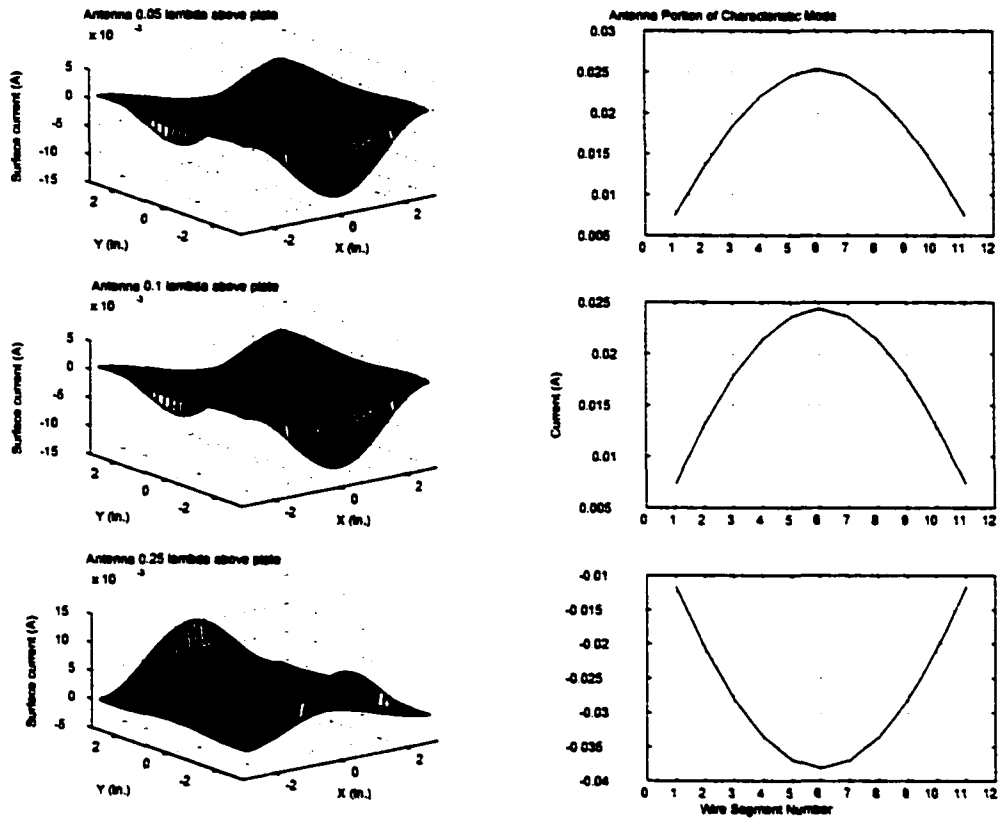 Antenna 0.05 lambda above plate
x 10 -3
5
0
-5
-10
-15
Surface current (A)
2
0
-2
Y (in.)
-2
0
2
X (in.)
Antenna Portion of Characteristic Mode
0.03
0.025
0.02
0.015
0.01
0.005
0 1 2 3 4 5 6 7 8 9 10 11 12
Antenna 0.1 lambda above plate
x 10 -3
5
0
-5
-10
-15
Surface current (A)
2
0
-2
Y (in.)
-2
0
2
X (in.)
0.025
0.02
0.015
0.01
0.005
Current (A)
0 1 2 3 4 5 6 7 8 9 10 11 12
Antenna 0.25 lambda above plate
x 10 -3
15
10
5
0
-5
Surface current (A)
2
0
-2
Y (in.)
-2
0
2
X (in.)
-0.01
-0.015
-0.02
-0.025
-0.03
-0.035
-0.04
0 1 2 3 4 5 6 7 8 9 10 11 12
Wire Segment Number